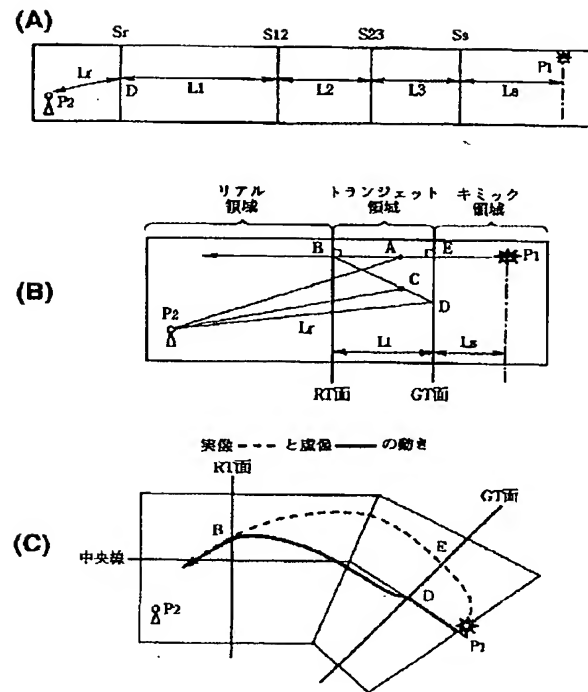 (A)
Sr S12 S23 Ss
Lr L1 L2 L3 Ls
P2 D P1
(B)
リアル領域 トランジェット領域 キミック領域
B A E P1
C
P2 D
Lr Lt Ls
RT面 GT面
実像 と虚像 の動き
RT面
(C)
GT面
B E
中央線
D
P2 P1